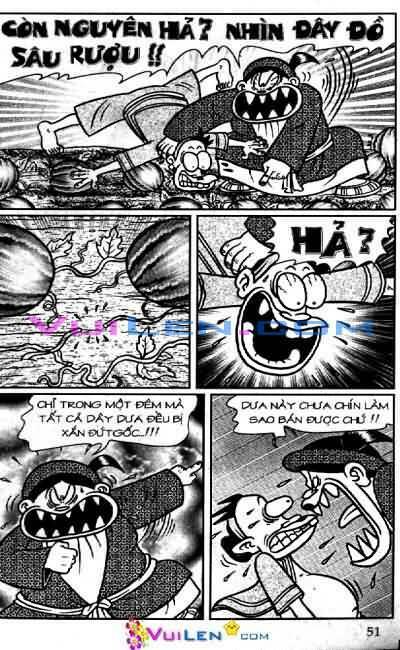 CÒN NGUYÊN HẢ? NHÌN ĐÂY ĐỒ
SÂU RƯỢU!!
HẢ?
VuiLen.com
CHỈ TRONG MỘT ĐÊM MÀ
TẤT CẢ DÂY DƯA ĐỀU BỊ
XẮN ĐỨT GỐC...!!!
DƯA NÀY CHƯA CHÍN LÀM
SAO BÁN ĐƯỢC CHỨ!!
51
VuiLen.com